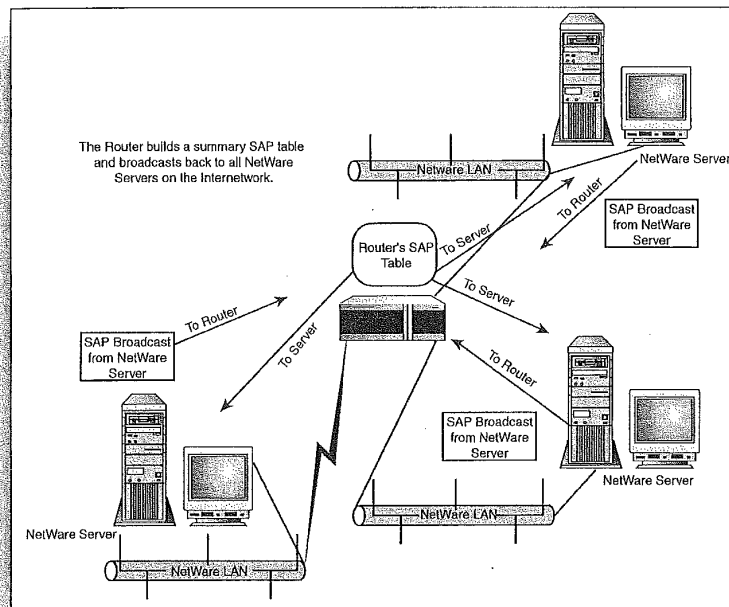 The Router builds a summary SAP table
and broadcasts back to all NetWare
Servers on the Internetwork.
Netware LAN
NetWare Server
To Router
SAP Broadcast
from NetWare
Server
To Server
Router's SAP
Table
To Server
To Router
SAP Broadcast
from NetWare
Server
To Server
To Router
SAP Broadcast
from NetWare
Server
NetWare Server
NetWare Server
NetWare LAN
NetWare LAN